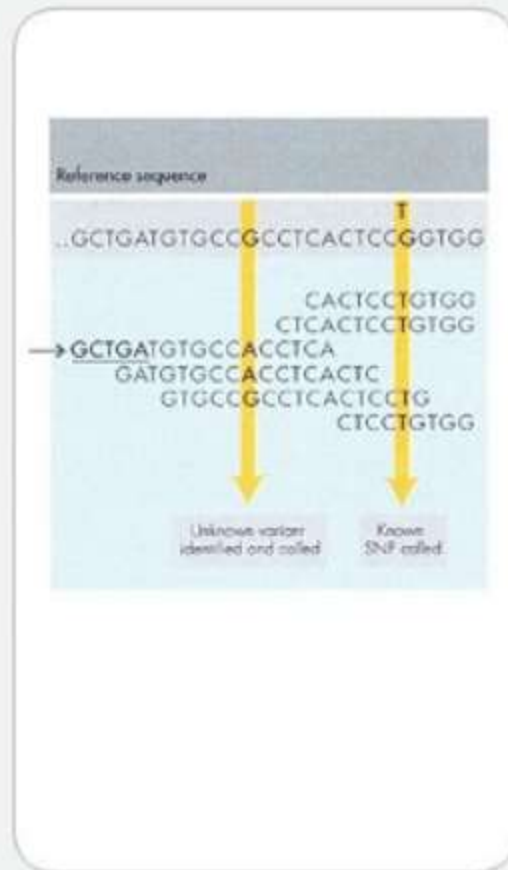 Reference sequence
T
..GCTGATGTGCCGCCTCACTCCGGTGG
CACTCCTGTGG
CTCACTCCTGTGG
GCTGATGTGCCACCTCA
GATGTGCCACCTCACTC
GTGCCGCCTCACTCCTG
CTCCTGTGG
Unknown variant
identified and called
Known
SNP called